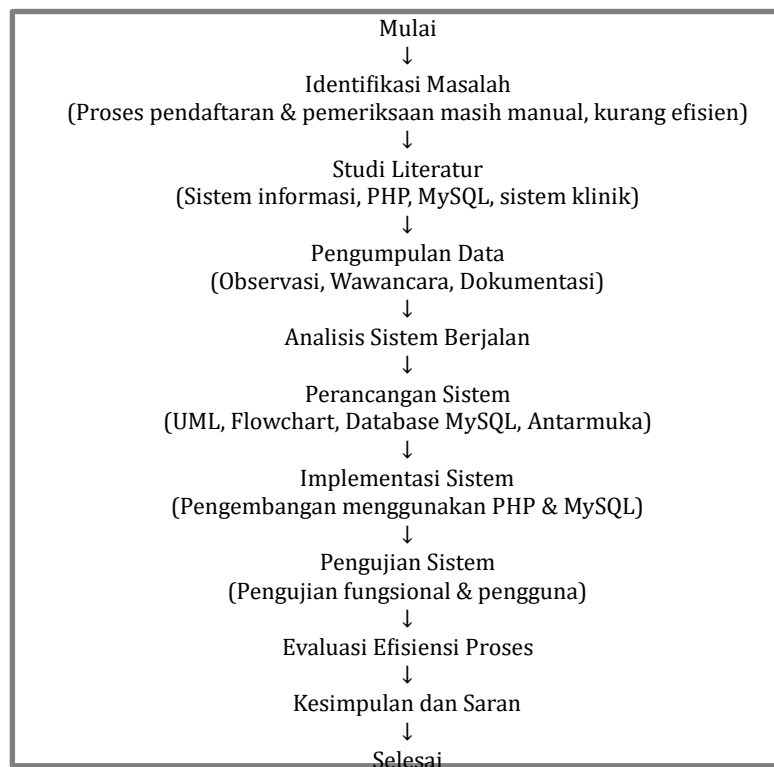 Mulai
↓
Identifikasi Masalah
(Proses pendaftaran & pemeriksaan masih manual, kurang efisien)
↓
Studi Literatur
(Sistem informasi, PHP, MySQL, sistem klinik)
↓
Pengumpulan Data
(Observasi, Wawancara, Dokumentasi)
↓
Analisis Sistem Berjalan
↓
Perancangan Sistem
(UML, Flowchart, Database MySQL, Antarmuka)
↓
Implementasi Sistem
(Pengembangan menggunakan PHP & MySQL)
↓
Pengujian Sistem
(Pengujian fungsional & pengguna)
↓
Evaluasi Efisiensi Proses
↓
Kesimpulan dan Saran
↓
Selesai